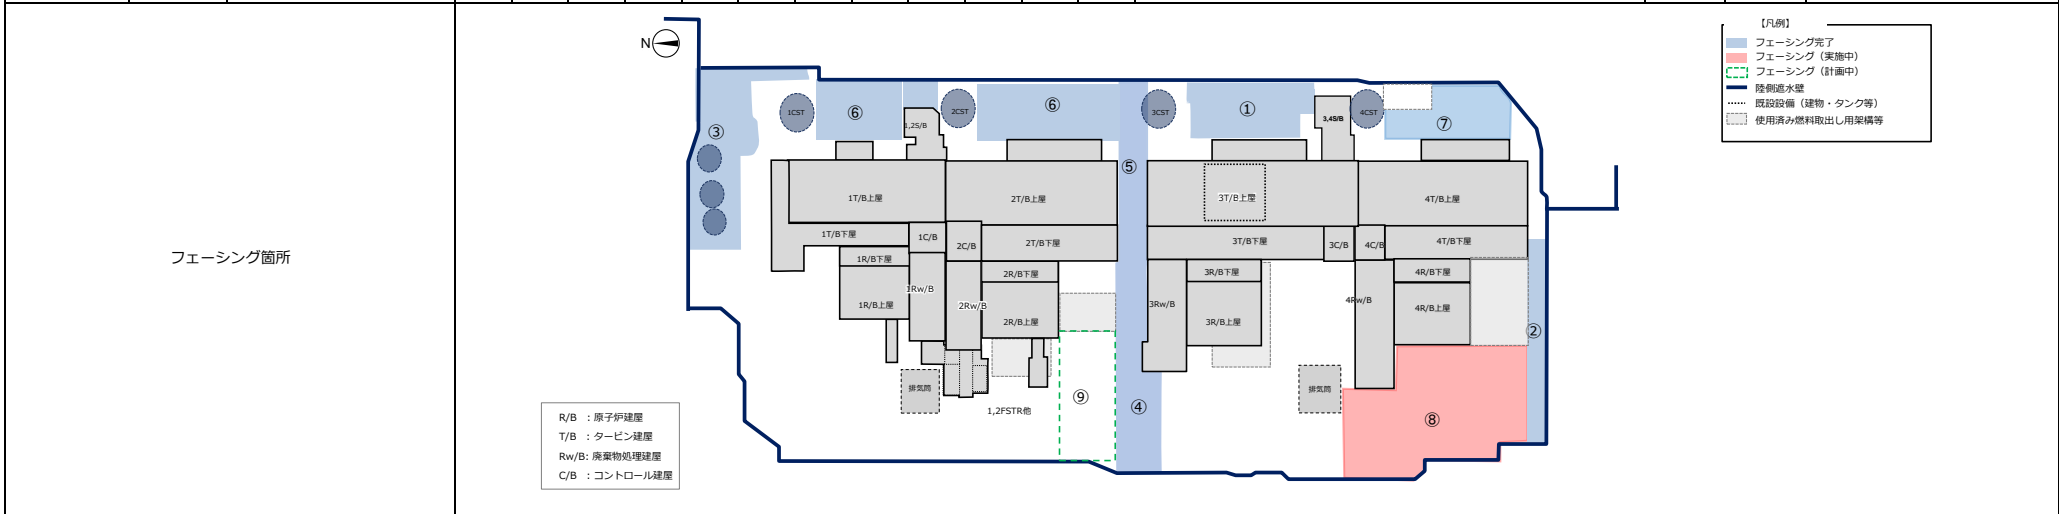 フェーシング箇所
N
【凡例】
フェーシング完了
フェーシング（実施中）
フェーシング（計画中）
陸側遮水壁
既設設備（建物・タンク等）
使用済み燃料取出し用架構等
③
1CST
⑥
1,2S/B
2CST
⑥
⑤
3CST
①
3,4S/B
4CST
⑦
1T/B上屋
2T/B上屋
3T/B上屋
4T/B上屋
1T/B下屋
1C/B
2C/B
2T/B下屋
3T/B下屋
3C/B
4C/B
4T/B下屋
1R/B下屋
2R/B下屋
3R/B下屋
4R/B下屋
1Rw/B
2Rw/B
3Rw/B
4Rw/B
1R/B上屋
2R/B上屋
3R/B上屋
4R/B上屋
②
排気筒
排気筒
1,2FSTR他
⑨
④
⑧
R/B ：原子炉建屋
T/B ：タービン建屋
Rw/B：廃棄物処理建屋
C/B ：コントロール建屋